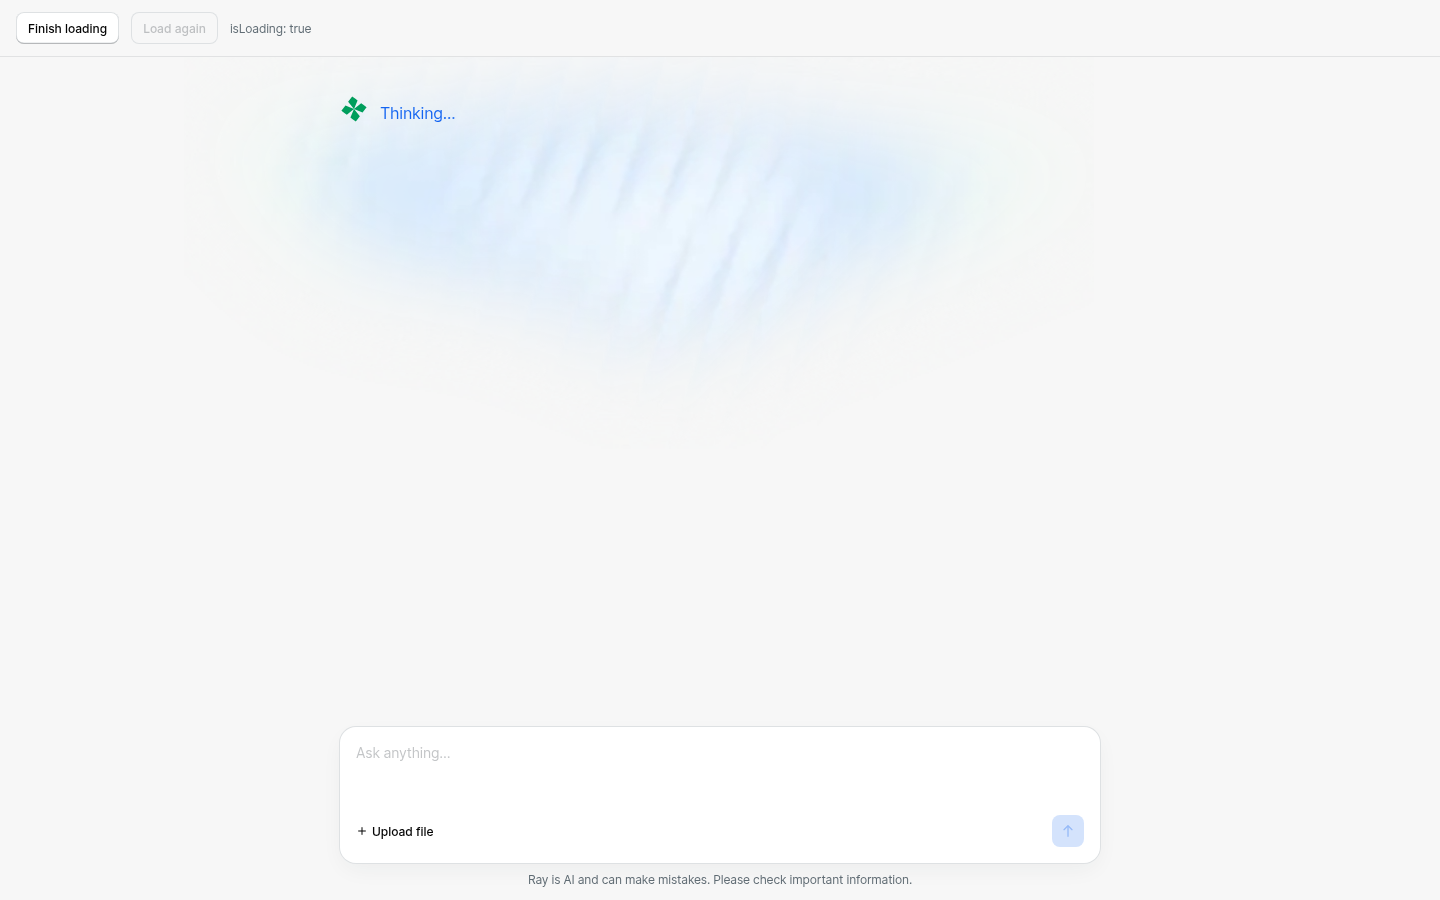 Finish loading
Load again
isLoading: true
Thinking...
Ask anything...
Upload file
Ray is AI and can make mistakes. Please check important information.